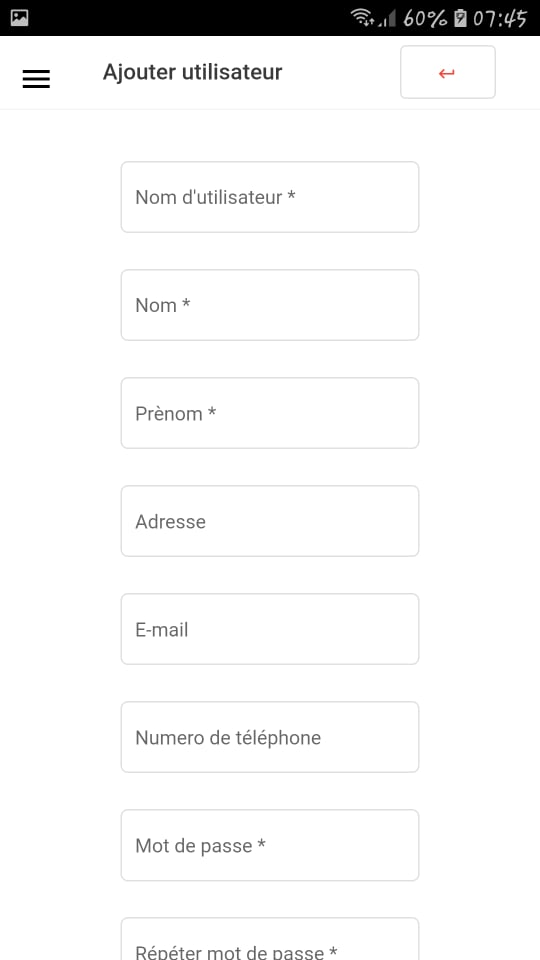 60% 07:45
Ajouter utilisateur
Nom d'utilisateur *
Nom *
Prènom *
Adresse
E-mail
Numero de téléphone
Mot de passe *
Répéter mot de passe *